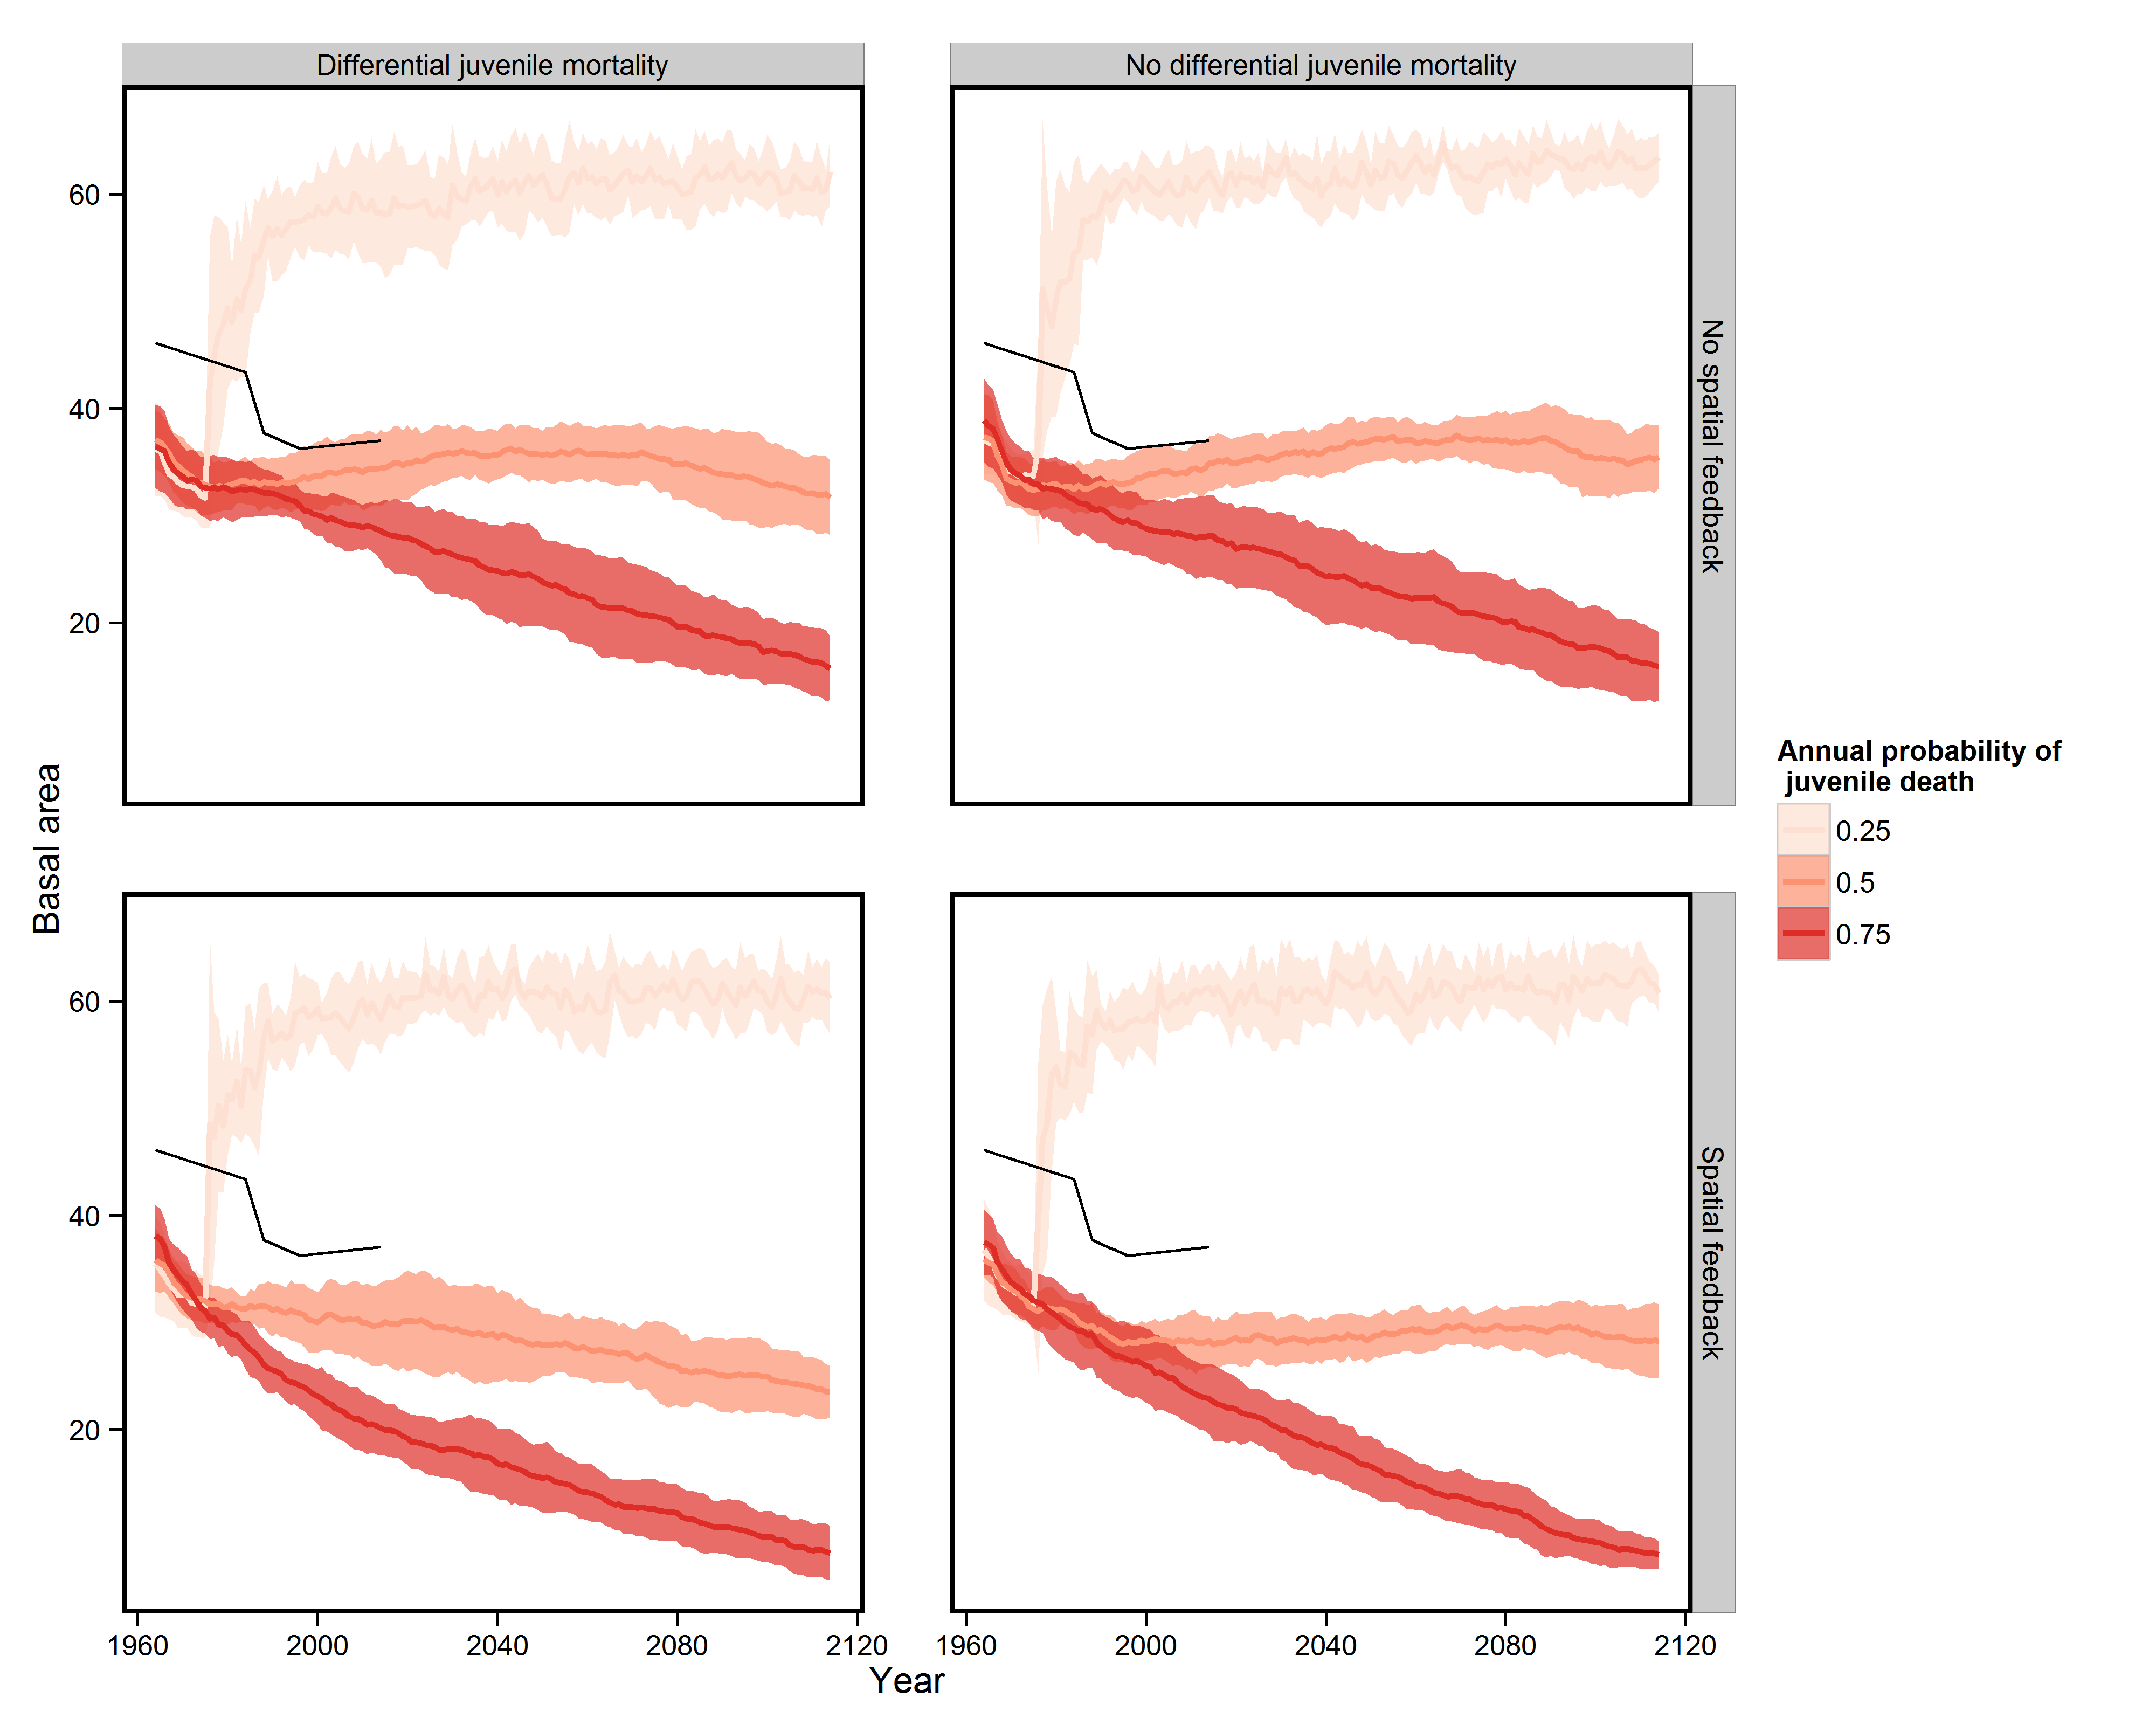 Differential juvenile mortality
No differential juvenile mortality
No spatial feedback
Spatial feedback
Basal area
60
40
20
60
40
20
1960
2000
2040
2080
2120
1960
2000
2040
2080
2120
Year
Annual probability of
juvenile death
0.25
0.5
0.75